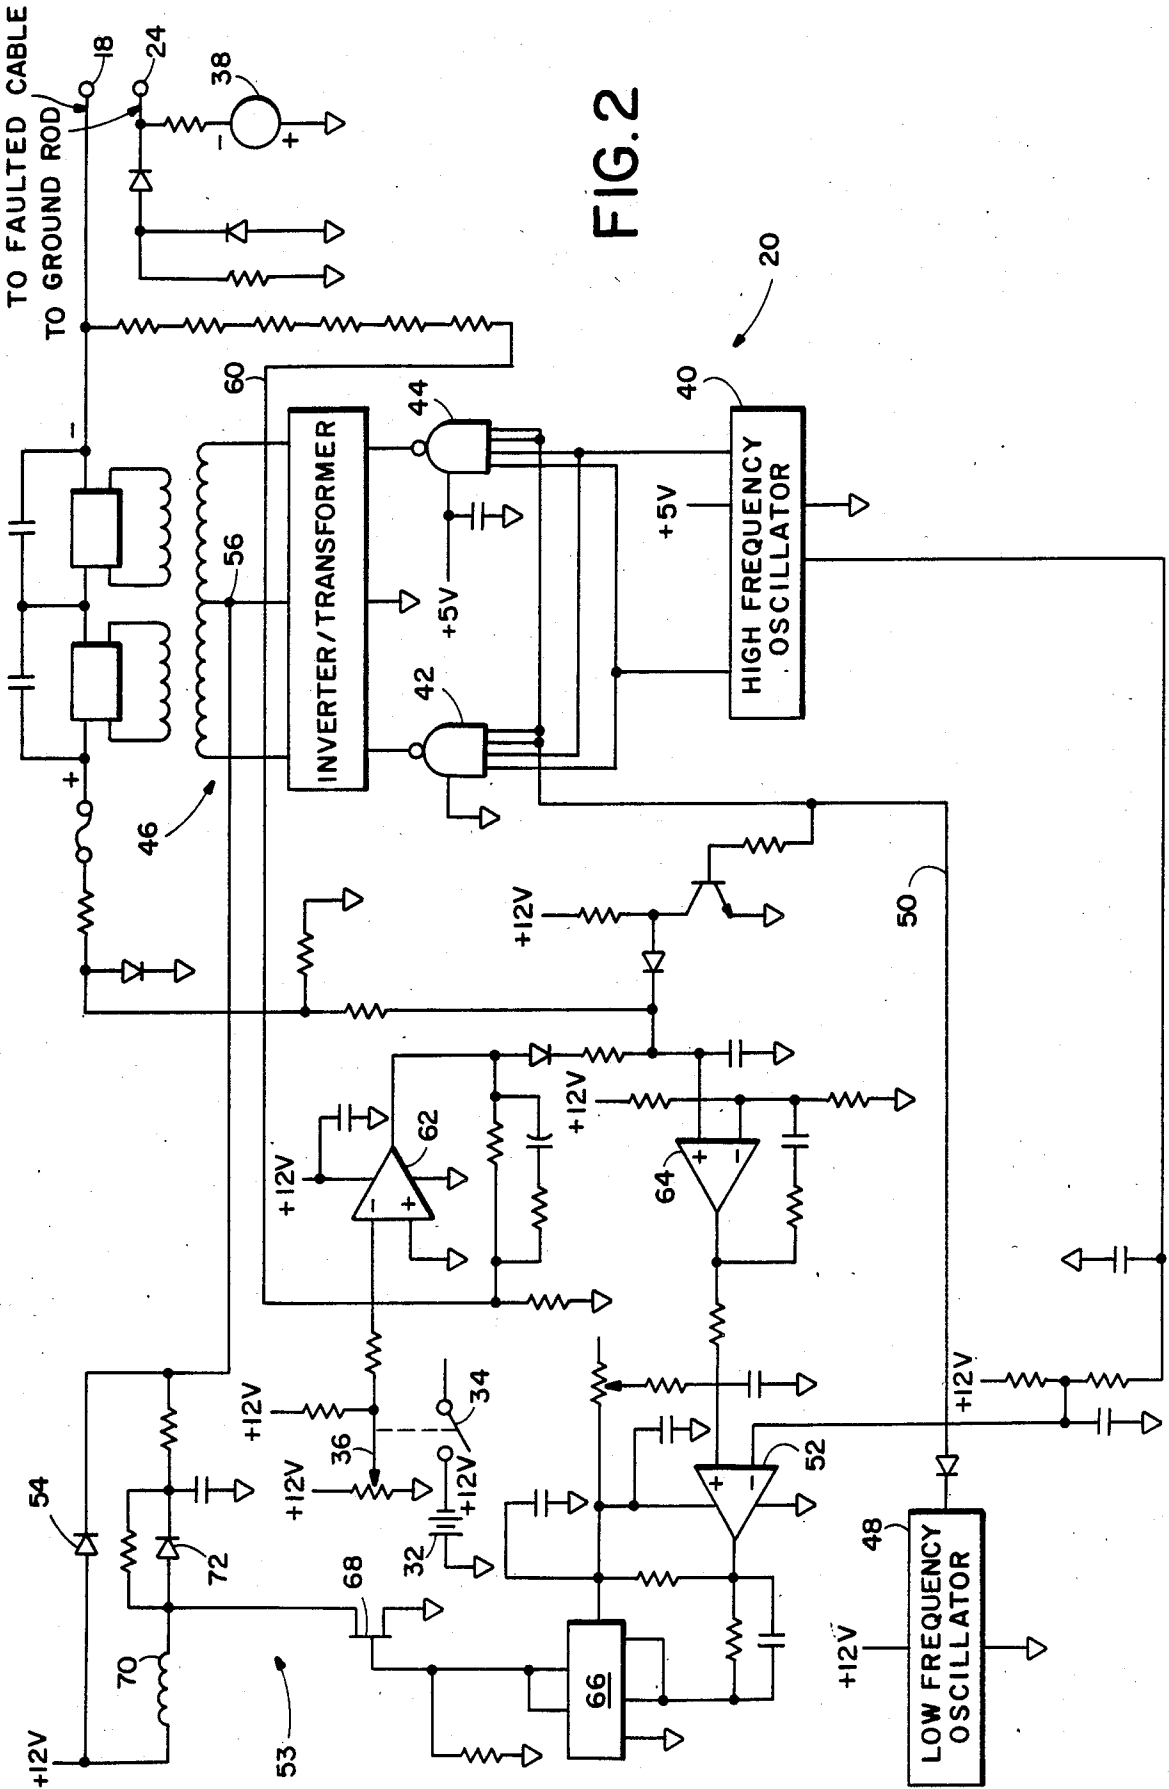 TO FAULTED CABLE
TO GROUND ROD
18
24
38
-
+
FIG.2
20
60
-
44
40
+5V
HIGH FREQUENCY
OSCILLATOR
56
INVERTER/TRANSFORMER
+5V
42
+
46
+12V
50
+12V
62
-
+
+12V
64
+
-
+12V
34
36
+12V
+12V
32
+12V
52
+
-
+12V
54
72
68
70
53
66
48
LOW FREQUENCY
OSCILLATOR
+12V